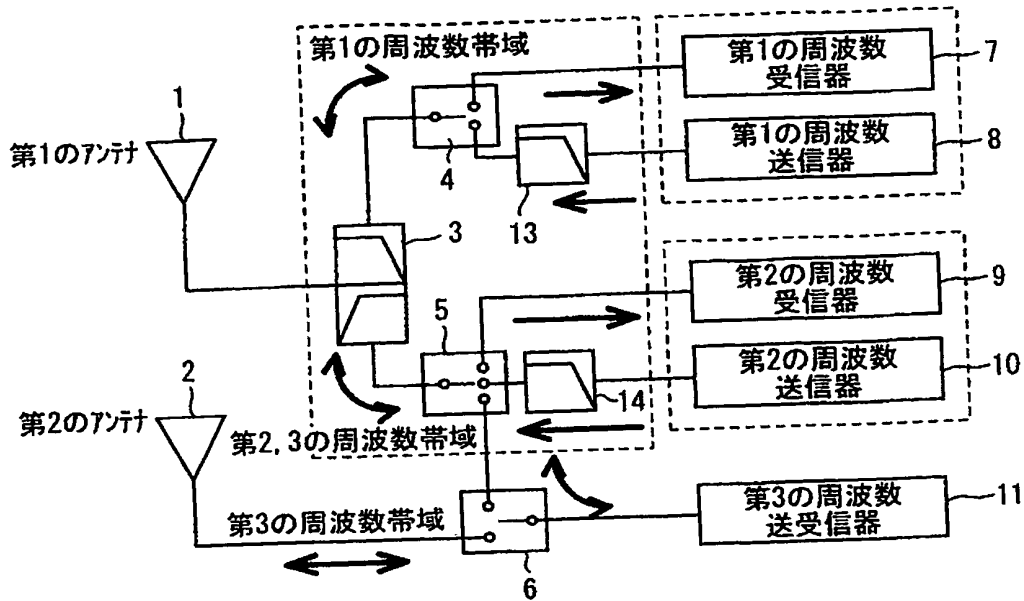 第1の周波数帯域
第1の周波数
受信器
7
1
第1のアンテナ
4
第1の周波数
送信器
8
13
3
第2の周波数
受信器
9
5
2
第2のアンテナ
14
第2の周波数
送信器
10
第2,3の周波数帯域
第3の周波数帯域
第3の周波数
送受信器
11
6